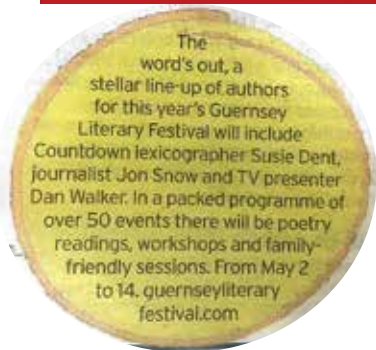 The
word's out, a
stellar line-up of authors
for this year's Guernsey
Literary Festival will include
Countdown lexicographer Susie Dent,
journalist Jon Snow and TV presenter
Dan Walker. In a packed programme of
over 50 events there will be poetry
readings, workshops and family-
friendly sessions. From May 2
to 14. guernseyliterary
festival.com